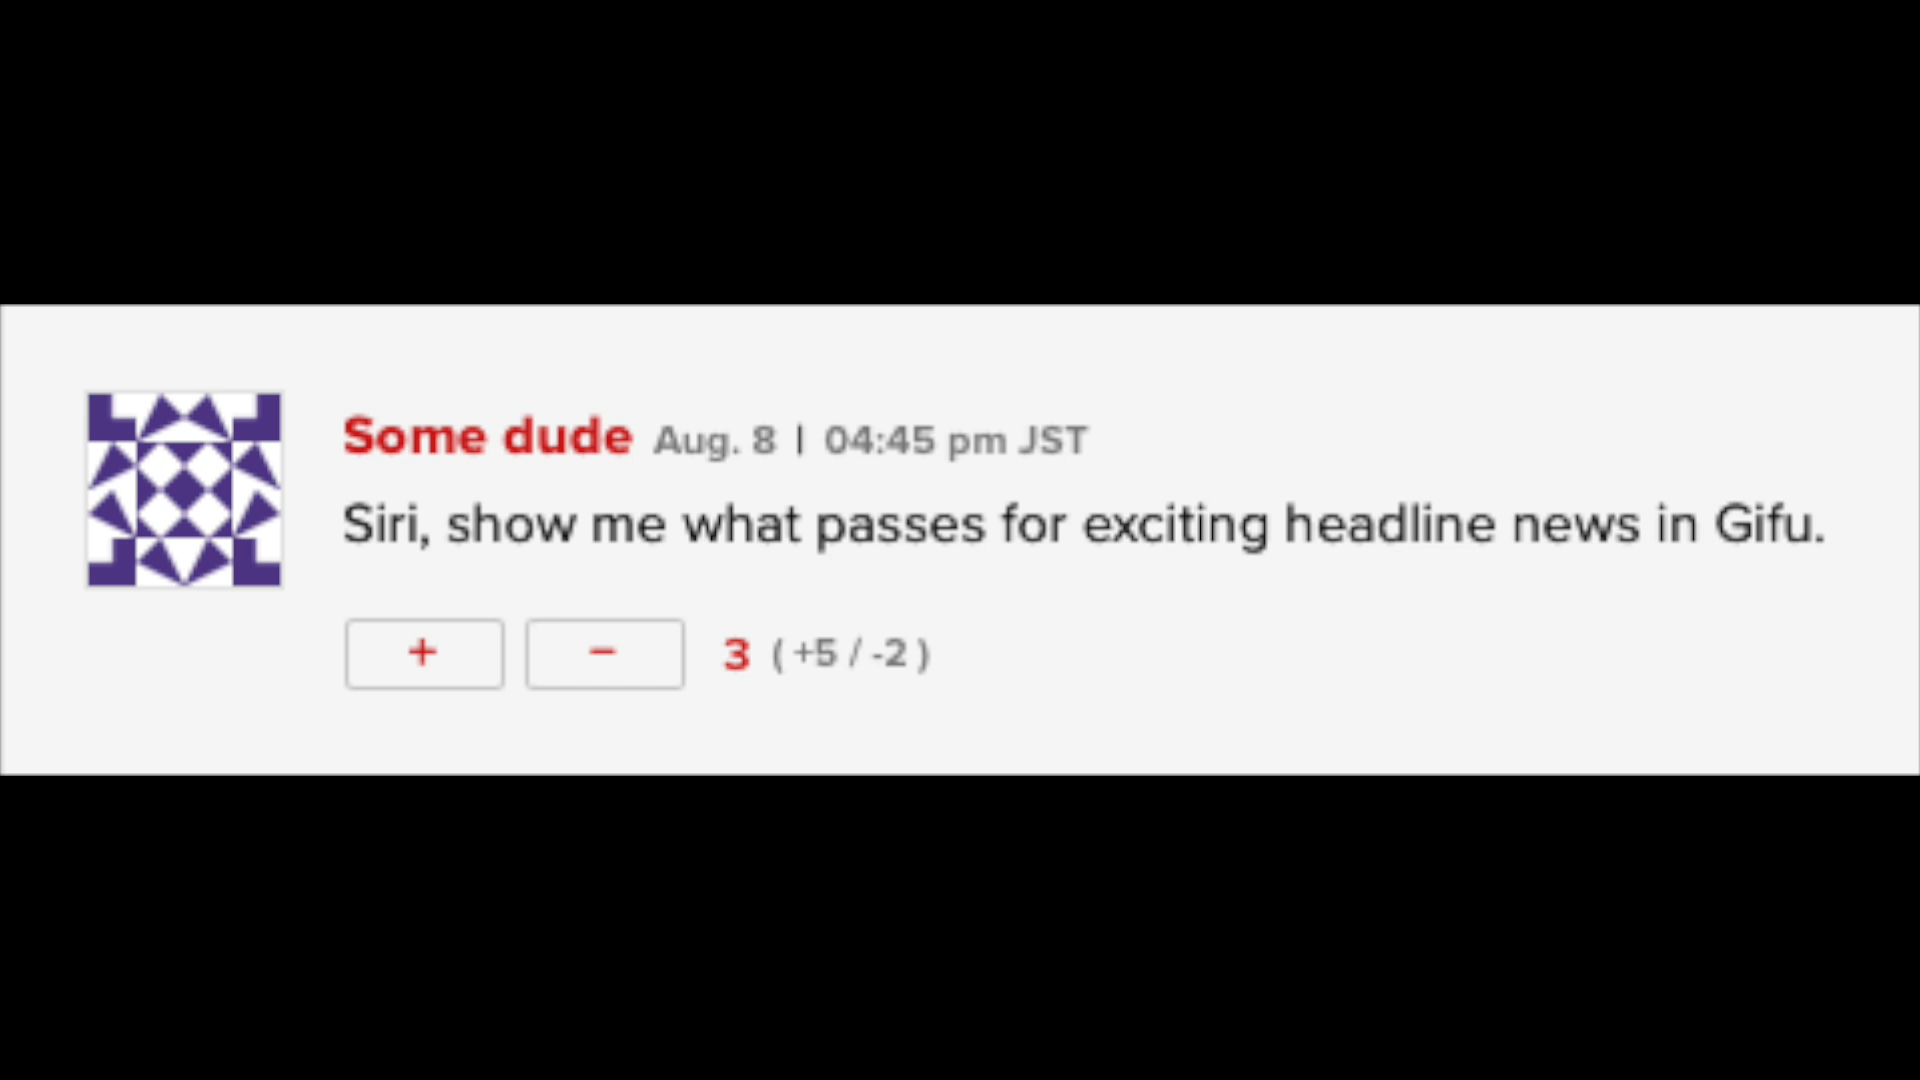 Some dude Aug. 8 | 04:45 pm JST
Siri, show me what passes for exciting headline news in Gifu.
+ − 3 ( +5 / -2 )